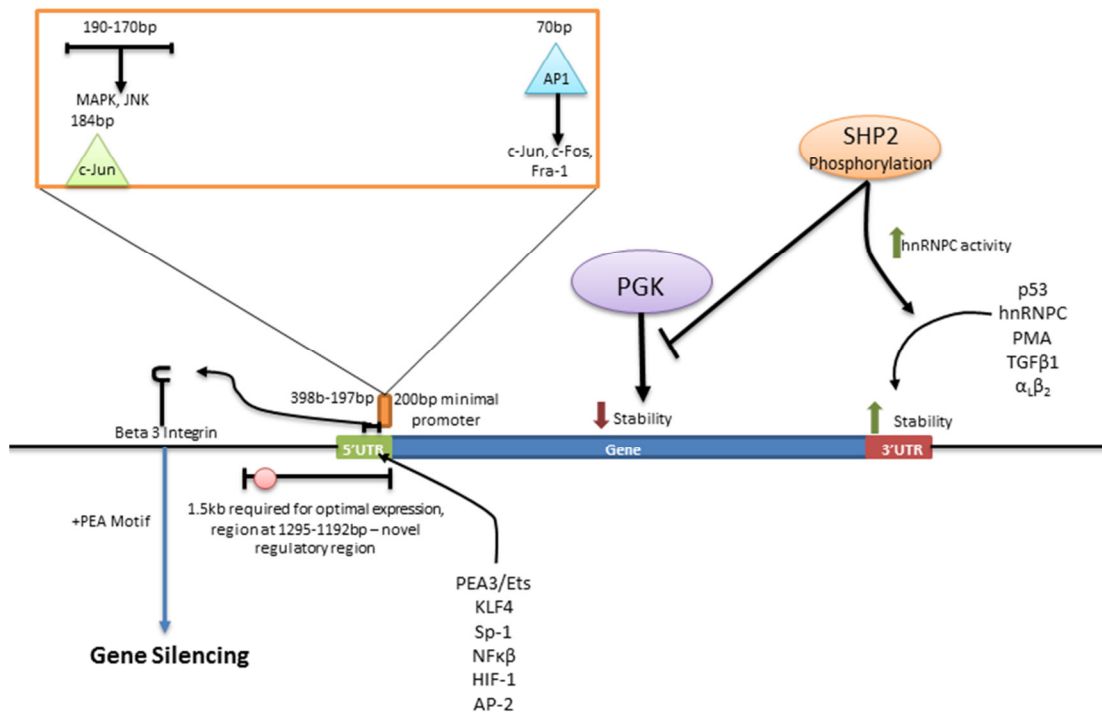 190-170bp
MAPK, JNK
184bp
c-Jun
70bp
AP1
c-Jun, c-Fos,
Fra-1
SHP2
Phosphorylation
hnRNPC activity
PGK
p53
hnRNPC
PMA
TGFβ1
αLβ2
398b-197bp
200bp minimal
promoter
Stability
Stability
Beta 3 Integrin
5'UTR
Gene
3'UTR
+PEA Motif
1.5kb required for optimal expression,
region at 1295-1192bp – novel
regulatory region
Gene Silencing
PEA3/Ets
KLF4
Sp-1
NFκβ
HIF-1
AP-2